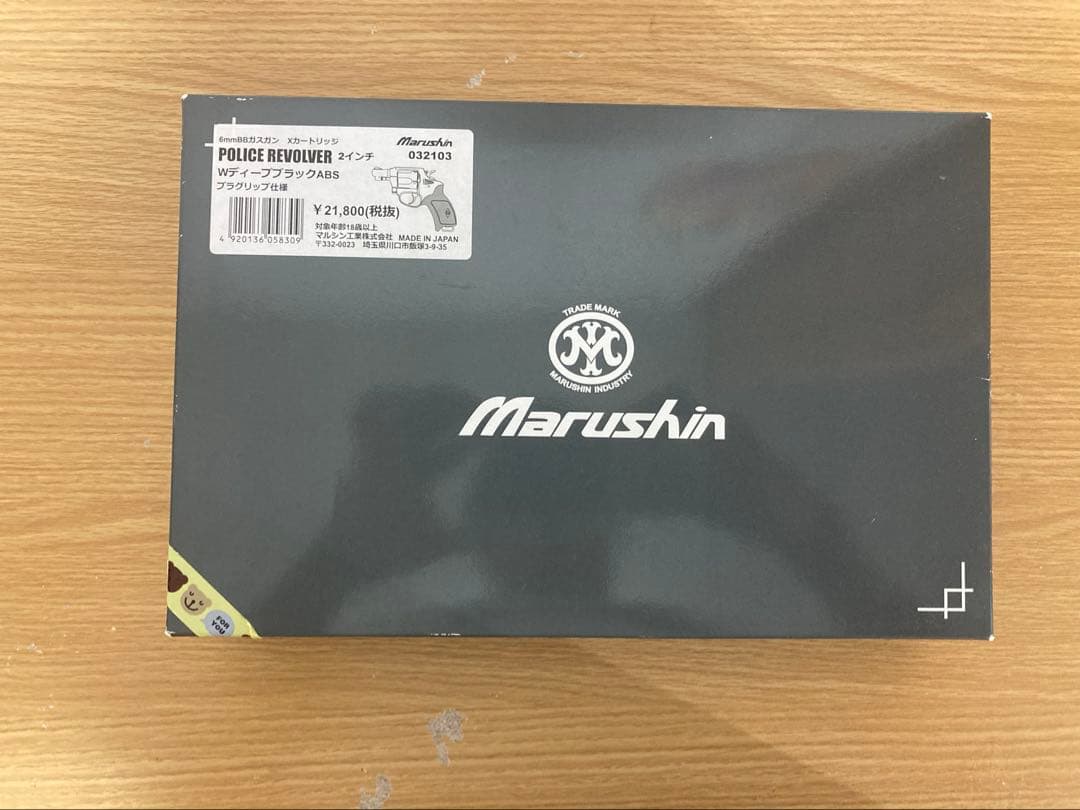 6mmBBガスガン Xカートリッジ Marushin
POLICE REVOLVER 2インチ 032103
WディープブラックABS
プラグリップ仕様
￥21,800(税抜)
対象年齢18歳以上
マルシン工業株式会社 MADE IN JAPAN
〒332-0023 埼玉県川口市飯塚3-9-35
4 920136 058309
TRADE MARK
M
MARUSHIN INDUSTRY
Marushin
FOR
YOU